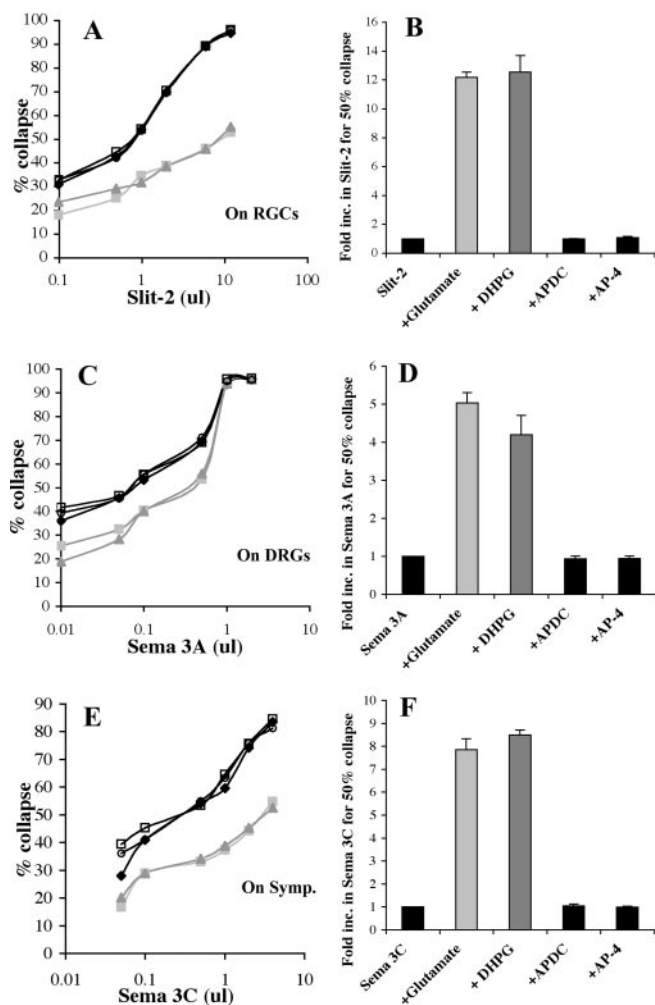 A
% collapse
100
90
80
70
60
50
40
30
20
10
0
0.1 1 10 100
On RGCs
Slit-2 (ul)
B
Fold inc. in Slit-2 for 50% collapse
16
14
12
10
8
6
4
2
0
Slit-2 +Glutamate + DHPG +APDC +AP-4
C
% collapse
100
90
80
70
60
50
40
30
20
10
0
0.01 0.1 1 10
On DRGs
Sema 3A (ul)
D
Fold inc. in Sema 3A for 50% collapse
6
5
4
3
2
1
0
Sema 3A +Glutamate + DHPG +APDC +AP-4
E
% collapse
90
80
70
60
50
40
30
20
10
0
0.01 0.1 1 10
On Symp.
Sema 3C (ul)
F
Fold inc. in Sema 3C for 50% collapse
10
9
8
7
6
5
4
3
2
1
0
Sema 3C +Glutamate + DHPG +APDC +AP-4